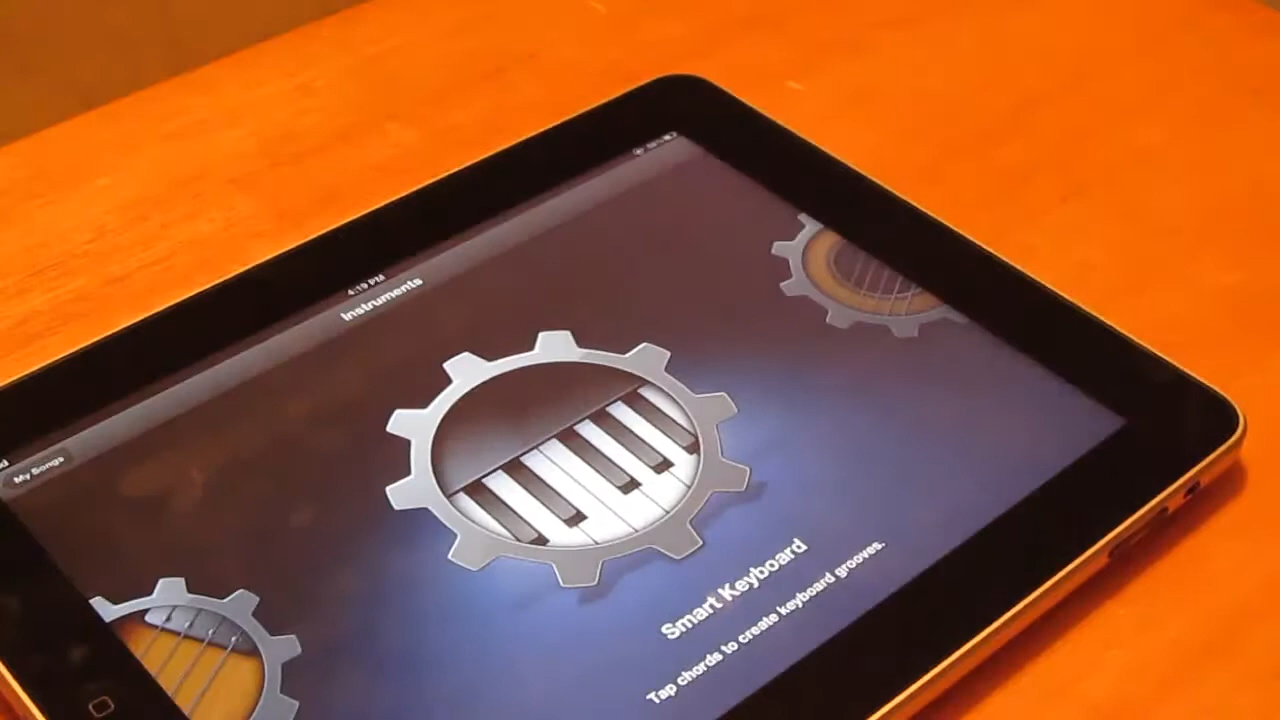 4:19 PM
Instruments
My Songs
Smart Keyboard
Tap chords to create keyboard grooves.